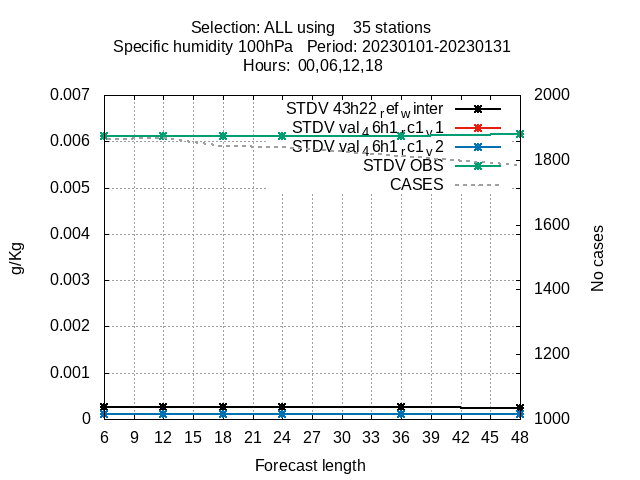 Selection: ALL using    35 stations
Specific humidity 100hPa   Period: 20230101-20230131
Hours: 00,06,12,18
0.007
0.006
0.005
0.004
0.003
0.002
0.001
0
g/Kg
STDV 43h22ref_winter
STDV val46h1rc1v1
STDV val46h1rc1v2
STDV OBS
CASES
2000
1800
1600
1400
1200
1000
No cases
6 9 12 15 18 21 24 27 30 33 36 39 42 45 48
Forecast length